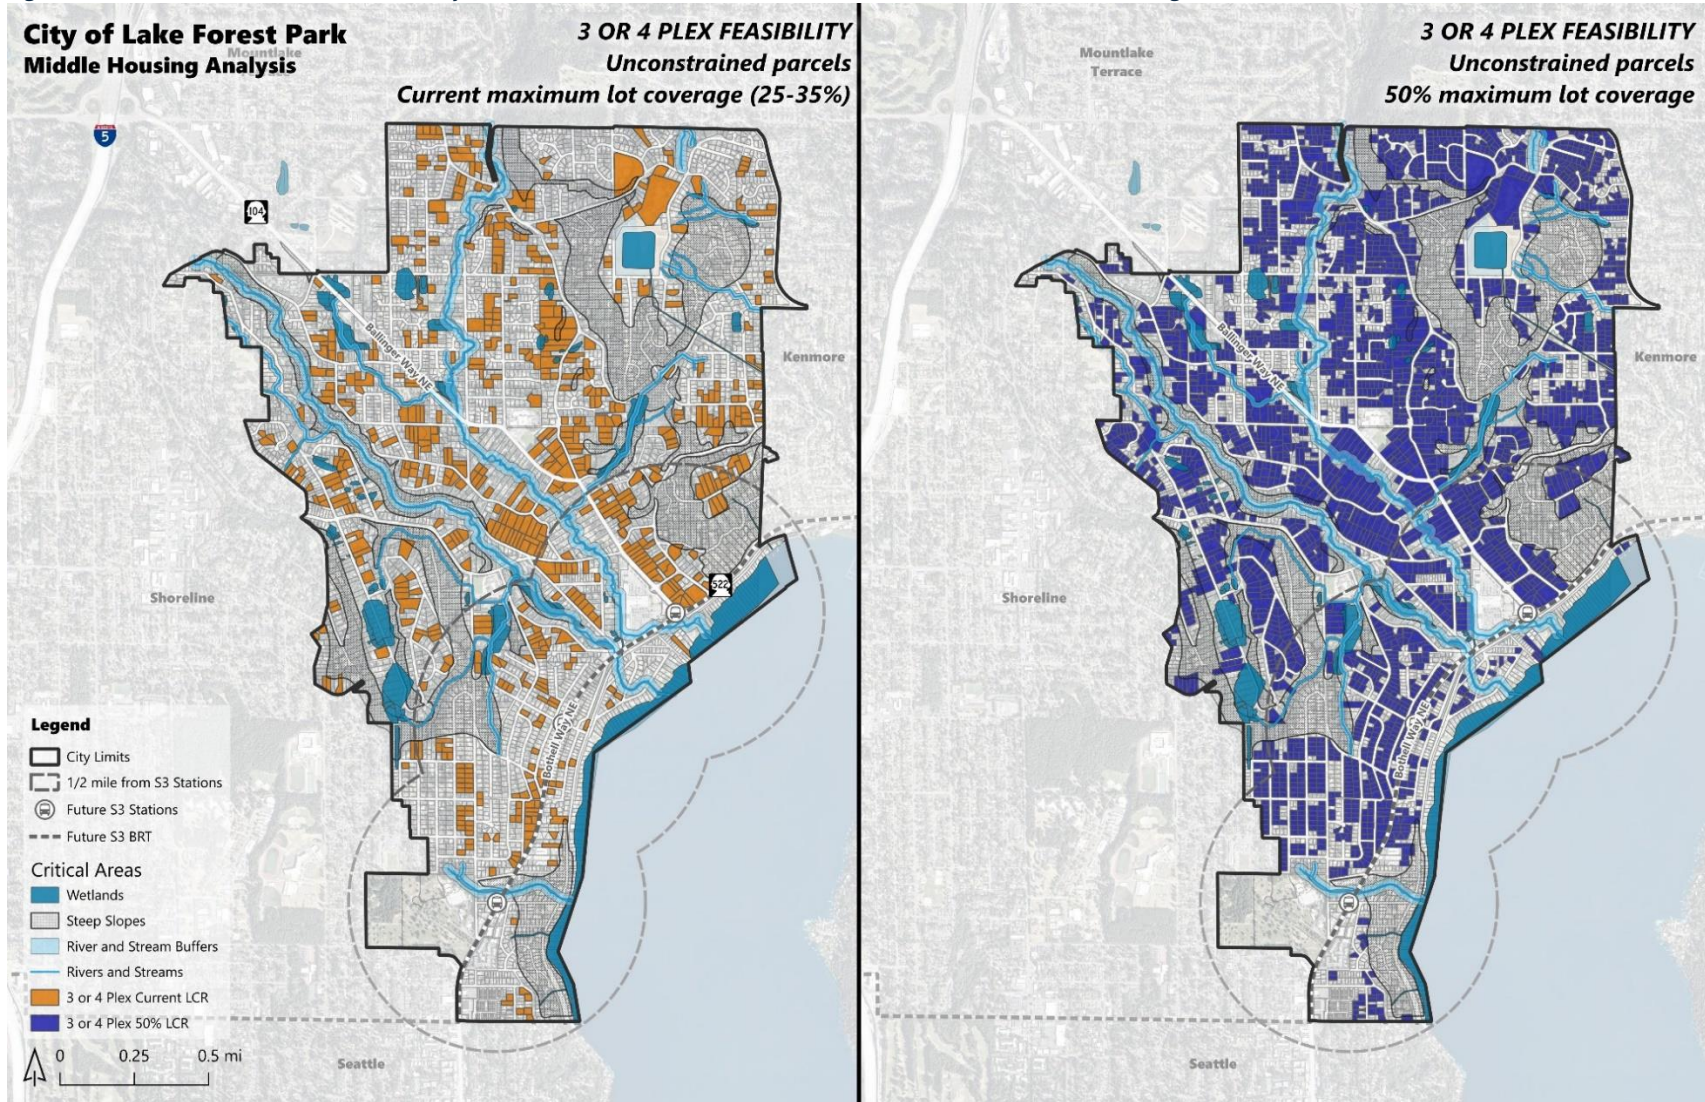 City of Lake Forest Park
Middle Housing Analysis
3 OR 4 PLEX FEASIBILITY
Unconstrained parcels
Current maximum lot coverage (25-35%)
Mountlake
Terrace
5
104
Ballinger Way NE
Kenmore
Shoreline
522
Bothell Way NE
Seattle
Legend
City Limits
1/2 mile from S3 Stations
Future S3 Stations
Future S3 BRT
Critical Areas
Wetlands
Steep Slopes
River and Stream Buffers
Rivers and Streams
3 or 4 Plex Current LCR
3 or 4 Plex 50% LCR
0 0.25 0.5 mi
3 OR 4 PLEX FEASIBILITY
Unconstrained parcels
50% maximum lot coverage
Mountlake
Terrace
Ballinger Way NE
Kenmore
Shoreline
Bothell Way NE
Seattle